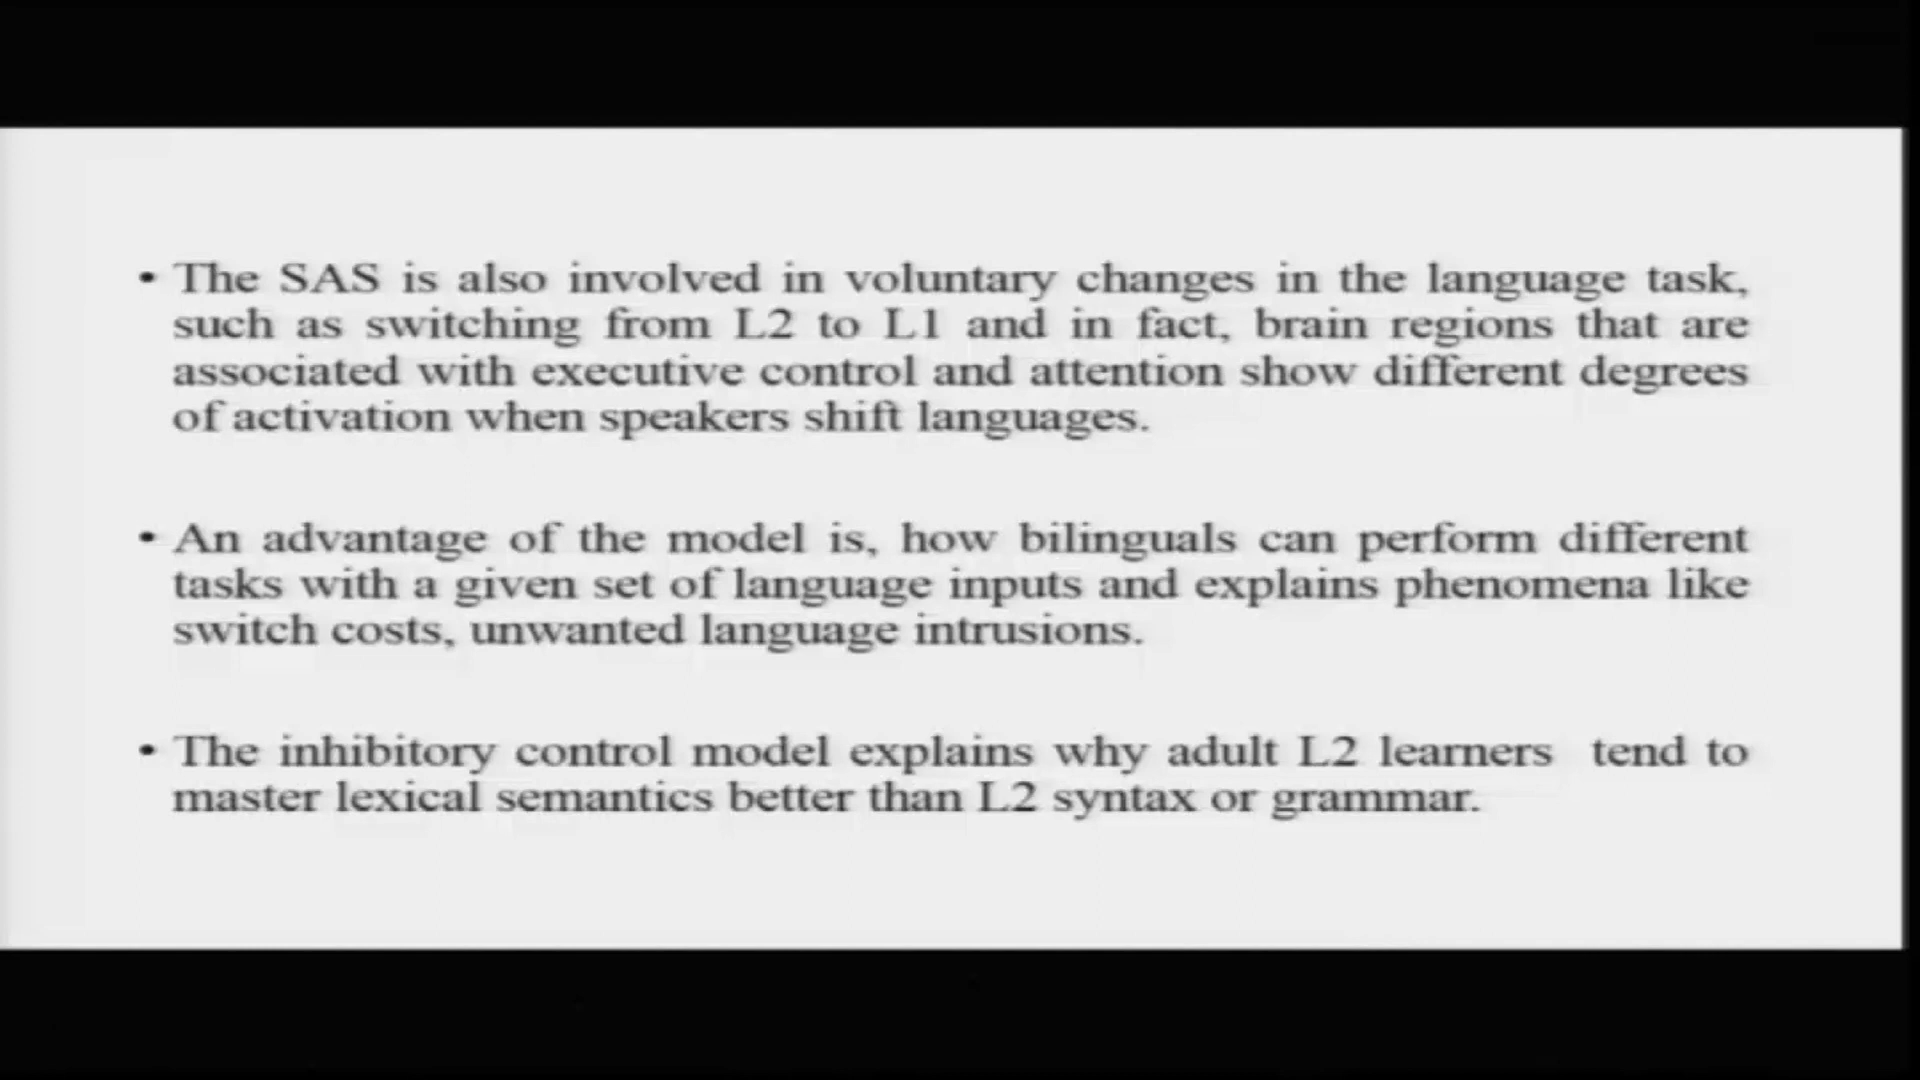 • The SAS is also involved in voluntary changes in the language task,
such as switching from L2 to L1 and in fact, brain regions that are
associated with executive control and attention show different degrees
of activation when speakers shift languages.
• An advantage of the model is, how bilinguals can perform different
tasks with a given set of language inputs and explains phenomena like
switch costs, unwanted language intrusions.
• The inhibitory control model explains why adult L2 learners tend to
master lexical semantics better than L2 syntax or grammar.